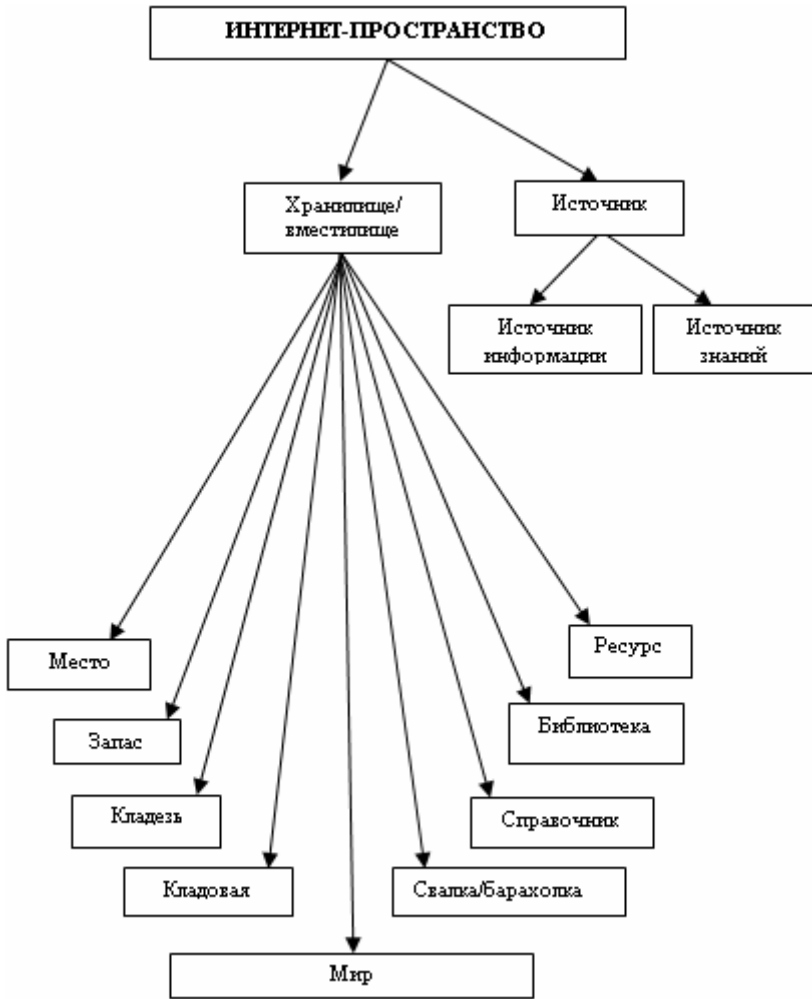 ИНТЕРНЕТ-ПРОСТРАНСТВО
Хранилище/
вместилище
Источник
Источник
информации
Источник
знаний
Место
Ресурс
Запас
Библиотека
Кладезь
Справочник
Кладовая
Свалка/барахолка
Мир